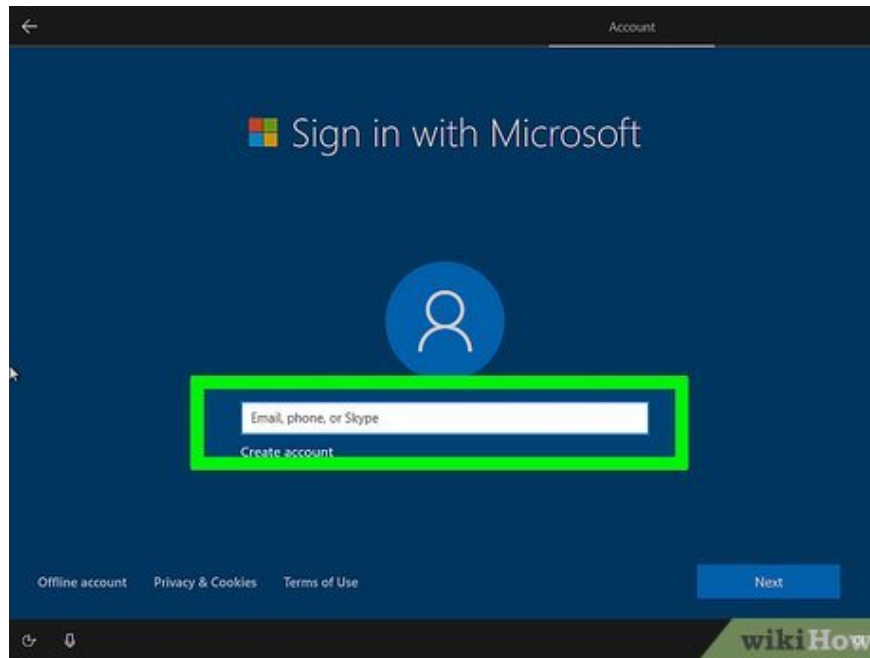 Account
Sign in with Microsoft
Email, phone, or Skype
Create account
Offline account Privacy & Cookies Terms of Use Next
wikiHow